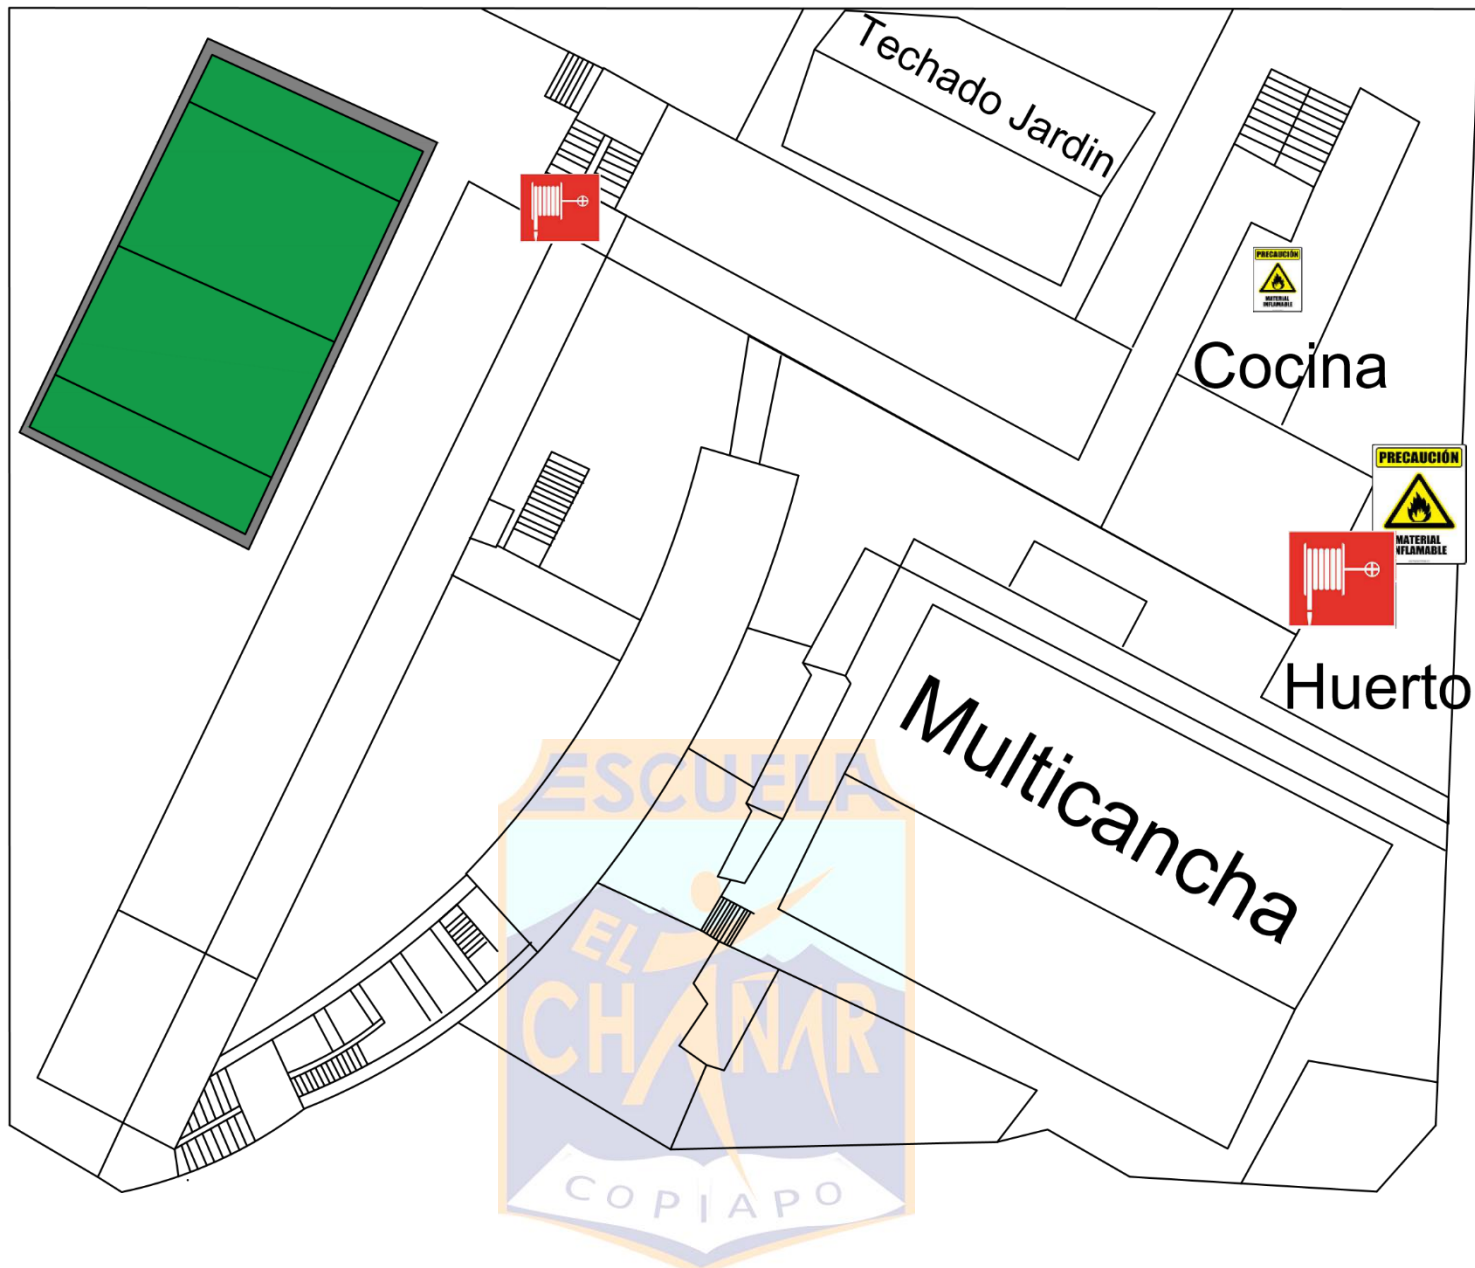 Techado Jardin
PRECAUCIÓN
MATERIAL
INFLAMABLE
Cocina
PRECAUCIÓN
MATERIAL
INFLAMABLE
Huerto
Multicancha
ESCUELA
EL
CHAÑAR
COPIAPO